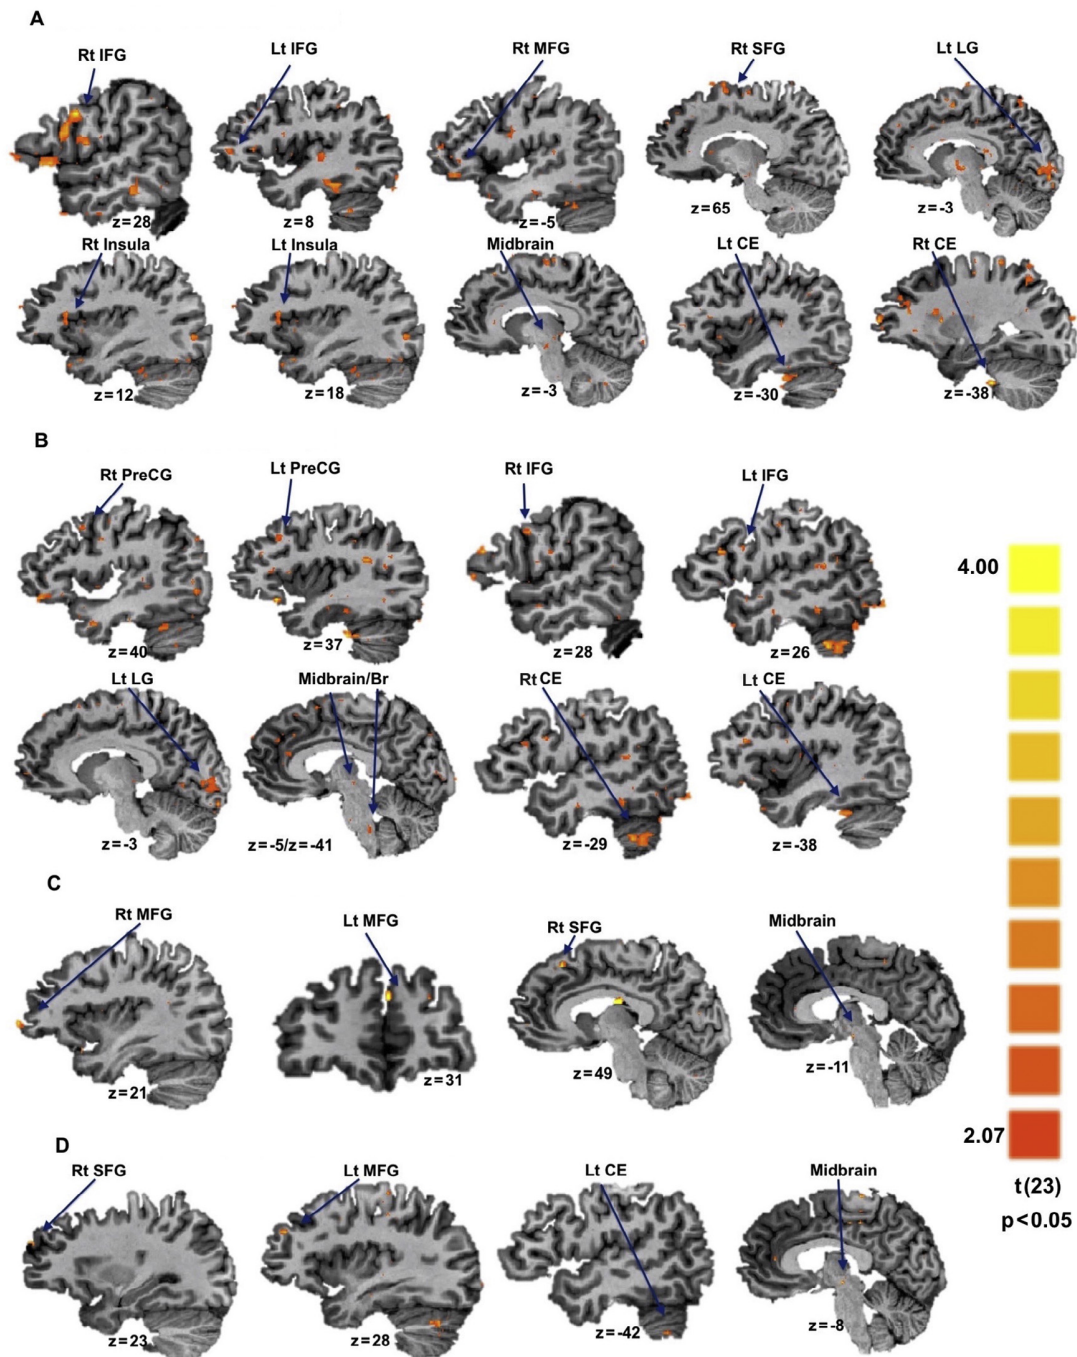 A
Rt IFG
Lt IFG
Rt MFG
Rt SFG
Lt LG
z=28
z=8
z=-5
z=65
z=-3
Rt Insula
Lt Insula
Midbrain
Lt CE
Rt CE
z=12
z=18
z=-3
z=-30
z=-38
B
Rt PreCG
Lt PreCG
Rt IFG
Lt IFG
z=40
z=37
z=28
z=26
Lt LG
Midbrain/Br
Rt CE
Lt CE
z=-3
z=-5/z=-41
z=-29
z=-38
C
Rt MFG
Lt MFG
Rt SFG
Midbrain
z=21
z=31
z=49
z=-11
D
Rt SFG
Lt MFG
Lt CE
Midbrain
z=23
z=28
z=-42
z=-8
4.00
2.07
t(23)
p<0.05